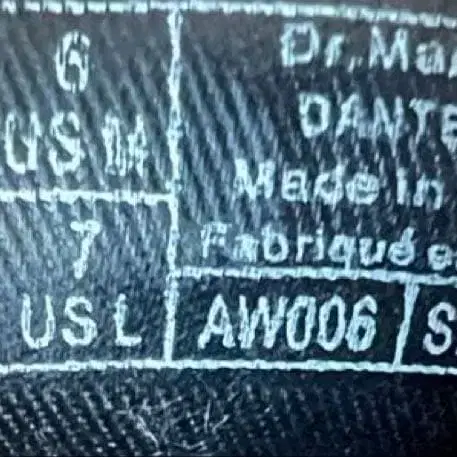 6
US M
7
US L
Dr. Ma
DANTE
Made in
Fabriqué e
AW006
S